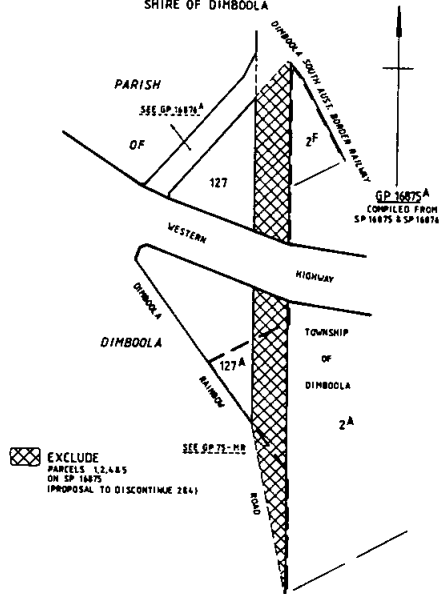 SHIRE OF DIMBOOLA
DIMBOOLA SOUTH AUST. BORDER RAILWAY
PARISH
SEE GP 16876A
OF
2F
127
GP 16875A
COMPILED FROM
SP 16875 & SP 16876
WESTERN
HIGHWAY
DIMBOOLA
DIMBOOLA
TOWNSHIP
OF
DIMBOOLA
127A
RAINBOW
2A
SEE GP 75-MR
EXCLUDE
PARCELS 1,2,4&5
ON SP 16875
(PROPOSAL TO DISCONTINUE 2&4)
ROAD